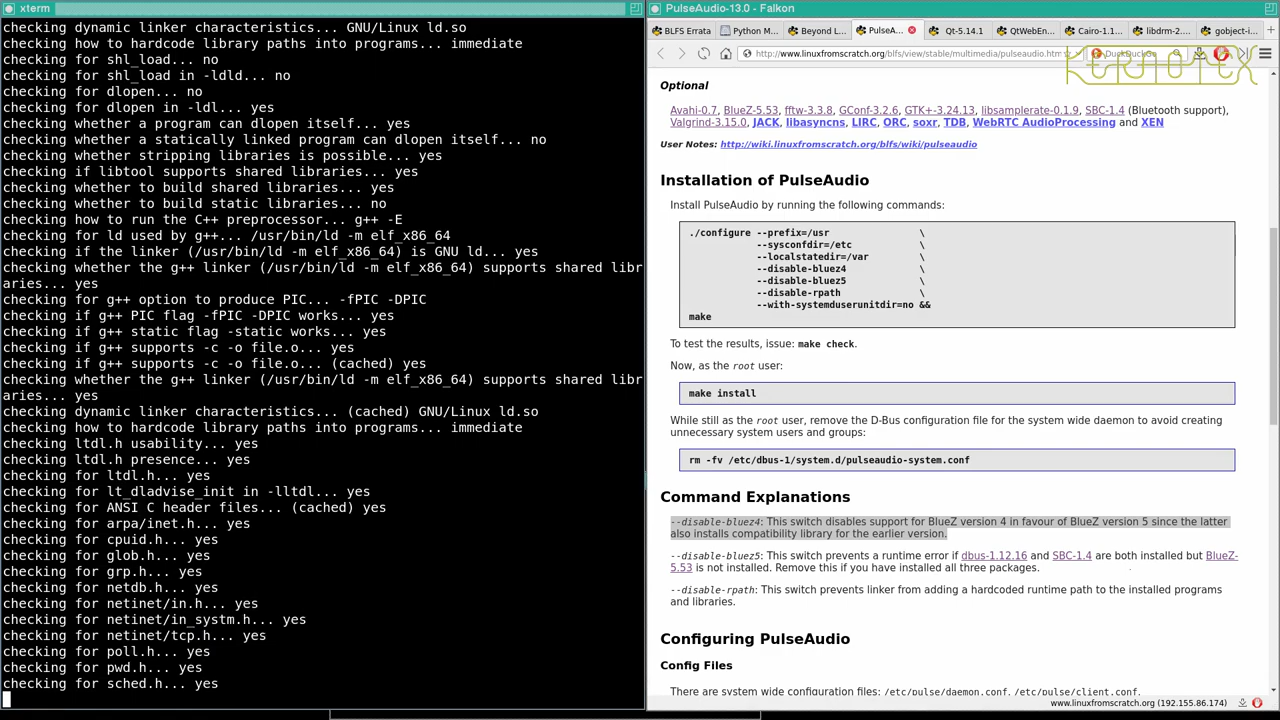 xterm
checking dynamic linker characteristics... GNU/Linux ld.so
checking how to hardcode library paths into programs... immediate
checking for shl_load... no
checking for shl_load in -ldld... no
checking for dlopen... no
checking for dlopen in -ldl... yes
checking whether a program can dlopen itself... yes
checking whether a statically linked program can dlopen itself... no
checking whether stripping libraries is possible... yes
checking if libtool supports shared libraries... yes
checking whether to build shared libraries... yes
checking whether to build static libraries... no
checking how to run the C++ preprocessor... g++ -E
checking for ld used by g++... /usr/bin/ld -m elf_x86_64
checking if the linker (/usr/bin/ld -m elf_x86_64) is GNU ld... yes
checking whether the g++ linker (/usr/bin/ld -m elf_x86_64) supports shared libr
aries... yes
checking for g++ option to produce PIC... -fPIC -DPIC
checking if g++ PIC flag -fPIC -DPIC works... yes
checking if g++ static flag -static works... yes
checking if g++ supports -c -o file.o... yes
checking if g++ supports -c -o file.o... (cached) yes
checking whether the g++ linker (/usr/bin/ld -m elf_x86_64) supports shared libr
aries... yes
checking dynamic linker characteristics... (cached) GNU/Linux ld.so
checking how to hardcode library paths into programs... immediate
checking ltdl.h usability... yes
checking ltdl.h presence... yes
checking for ltdl.h... yes
checking for lt_dladvise_init in -lltdl... yes
checking for ANSI C header files... (cached) yes
checking for arpa/inet.h... yes
checking for cpuid.h... yes
checking for glob.h... yes
checking for grp.h... yes
checking for netdb.h... yes
checking for netinet/in.h... yes
checking for netinet/in_systm.h... yes
checking for netinet/tcp.h... yes
checking for poll.h... yes
checking for pwd.h... yes
checking for sched.h... yes
PulseAudio-13.0 - Falkon
BLFS Errata
Python M...
Beyond L...
PulseA...
Qt-5.14.1
QtWebEn...
Cairo-1.1...
libdrm-2....
gobject-i...
http://www.linuxfromscratch.org/blfs/view/stable/multimedia/pulseaudio.htm
DuckDuckGo
KERNOTEX
Optional
Avahi-0.7, BlueZ-5.53, fftw-3.3.8, GConf-3.2.6, GTK+-3.24.13, libsamplerate-0.1.9, SBC-1.4 (Bluetooth support),
Valgrind-3.15.0, JACK, libasyncns, LIRC, ORC, soxr, TDB, WebRTC AudioProcessing and XEN
User Notes: http://wiki.linuxfromscratch.org/blfs/wiki/pulseaudio
Installation of PulseAudio
Install PulseAudio by running the following commands:
./configure --prefix=/usr \
--sysconfdir=/etc \
--localstatedir=/var \
--disable-bluez4 \
--disable-bluez5 \
--disable-rpath \
--with-systemduserunitdir=no &&
make
To test the results, issue: make check.
Now, as the root user:
make install
While still as the root user, remove the D-Bus configuration file for the system wide daemon to avoid creating
unnecessary system users and groups:
rm -fv /etc/dbus-1/system.d/pulseaudio-system.conf
Command Explanations
--disable-bluez4: This switch disables support for BlueZ version 4 in favour of BlueZ version 5 since the latter
also installs compatibility library for the earlier version.
--disable-bluez5: This switch prevents a runtime error if dbus-1.12.16 and SBC-1.4 are both installed but BlueZ-
5.53 is not installed. Remove this if you have installed all three packages.
--disable-rpath: This switch prevents linker from adding a hardcoded runtime path to the installed programs
and libraries.
Configuring PulseAudio
Config Files
There are system wide configuration files: /etc/pulse/daemon.conf, /etc/pulse/client.conf,
www.linuxfromscratch.org (192.155.86.174)